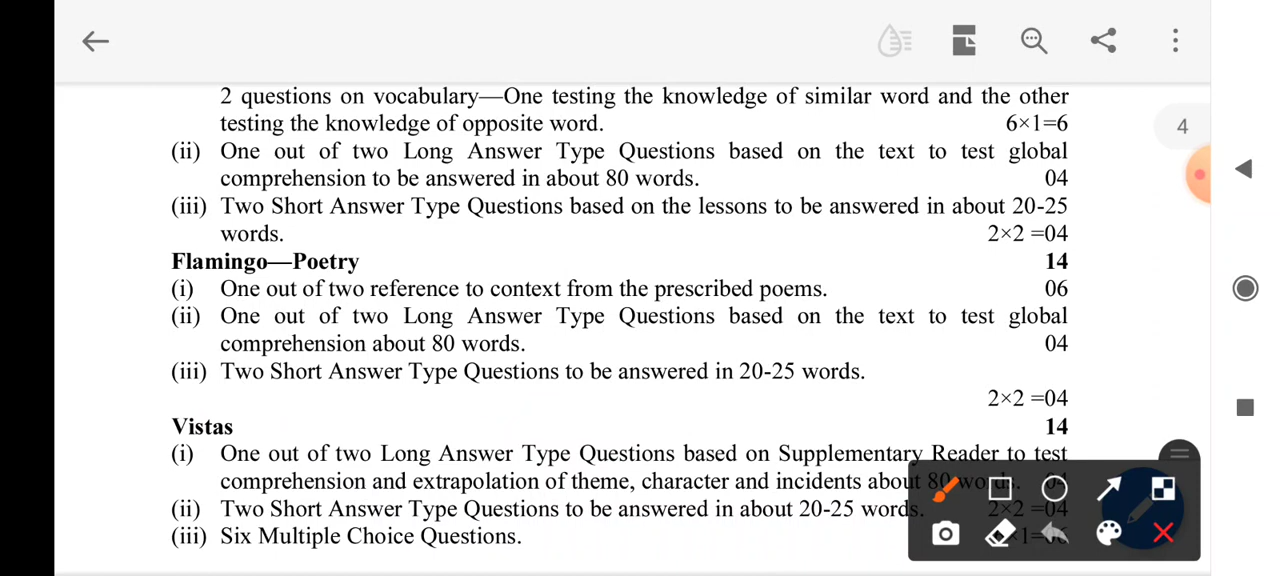 2 questions on vocabulary—One testing the knowledge of similar word and the other
testing the knowledge of opposite word. 6×1=6
4
(ii) One out of two Long Answer Type Questions based on the text to test global
comprehension to be answered in about 80 words. 04
(iii) Two Short Answer Type Questions based on the lessons to be answered in about 20-25
words. 2×2 =04
Flamingo—Poetry 14
(i) One out of two reference to context from the prescribed poems. 06
(ii) One out of two Long Answer Type Questions based on the text to test global
comprehension about 80 words. 04
(iii) Two Short Answer Type Questions to be answered in 20-25 words.
2×2 =04
Vistas 14
(i) One out of two Long Answer Type Questions based on Supplementary Reader to test
comprehension and extrapolation of theme, character and incidents about 80 words. 04
(ii) Two Short Answer Type Questions to be answered in about 20-25 words. 2×2 =04
(iii) Six Multiple Choice Questions.